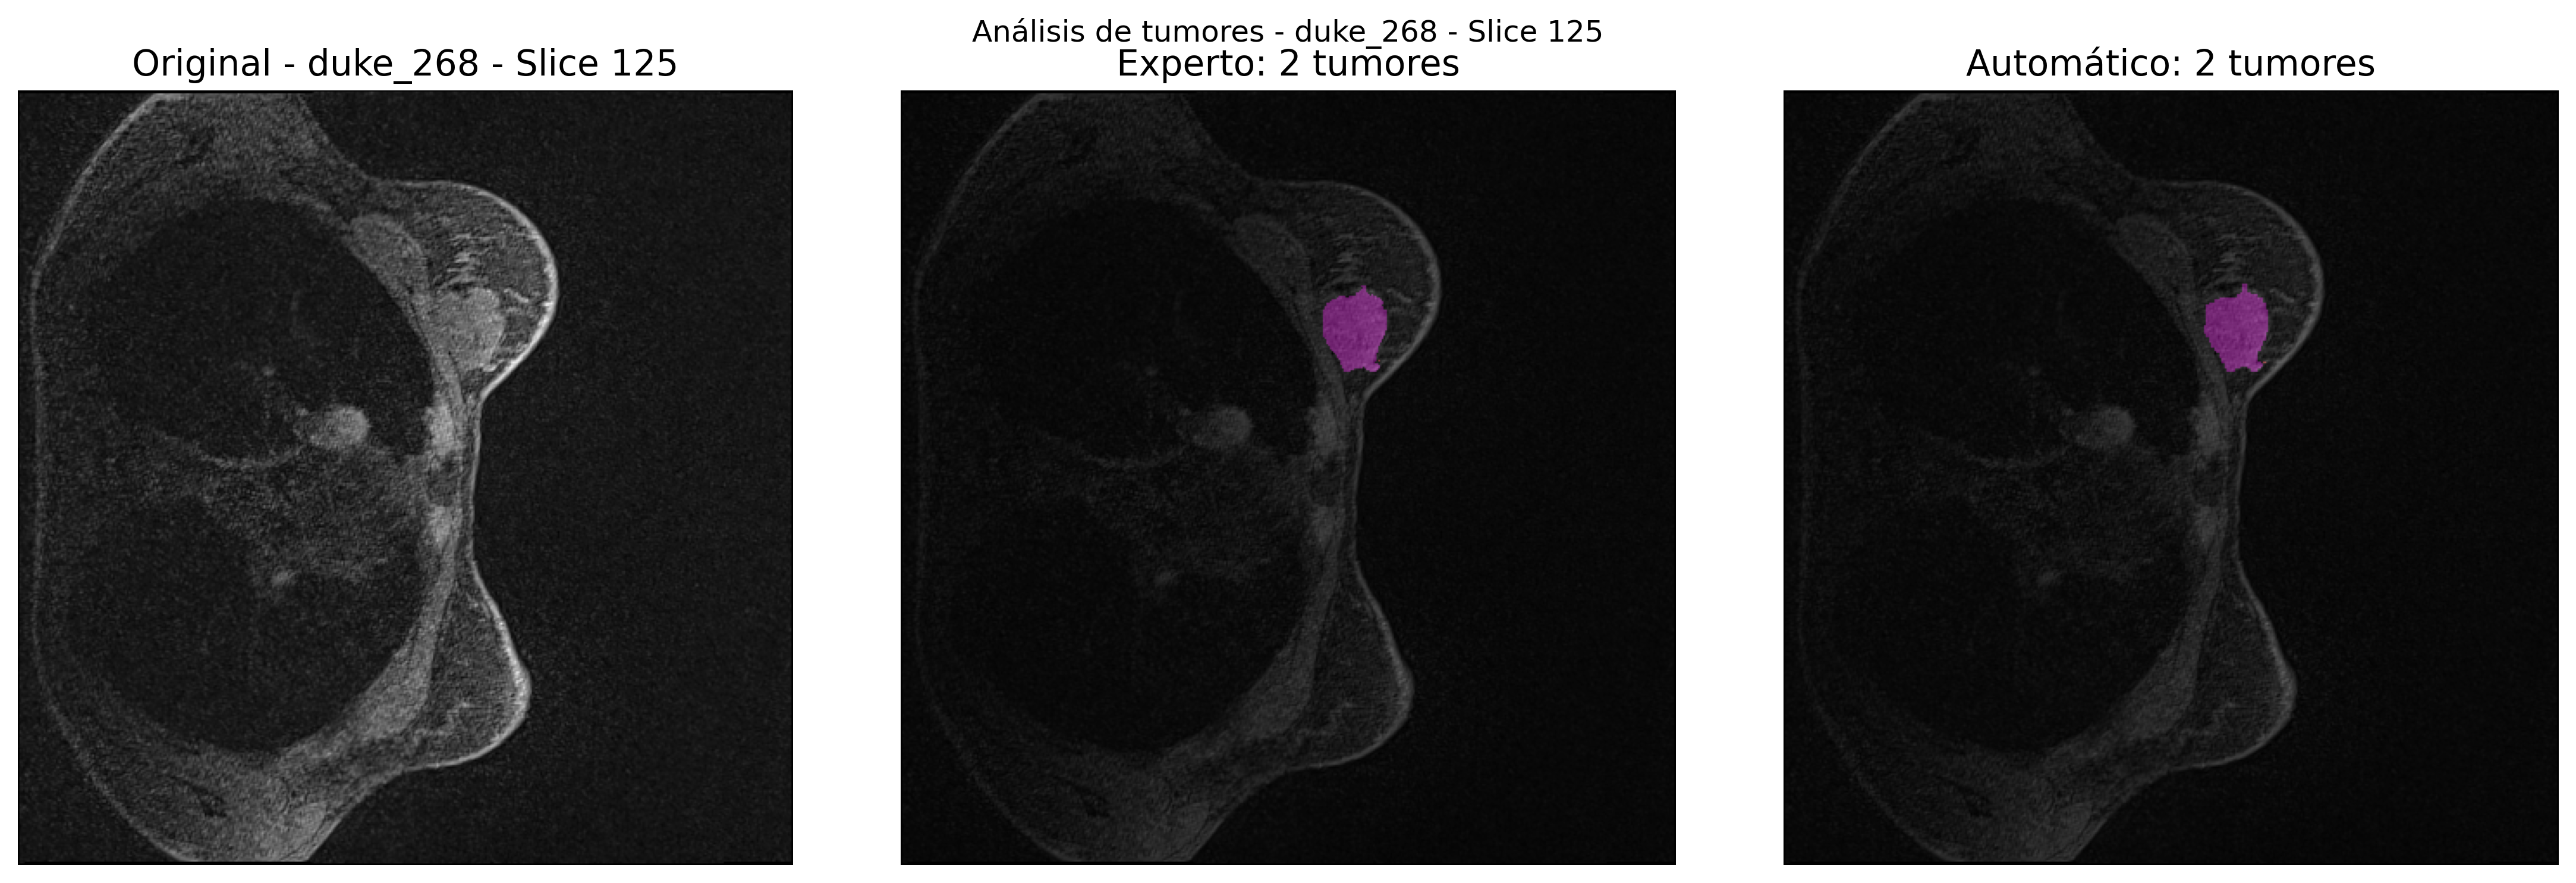 Análisis de tumores - duke_268 - Slice 125
Original - duke_268 - Slice 125
Experto: 2 tumores
Automático: 2 tumores